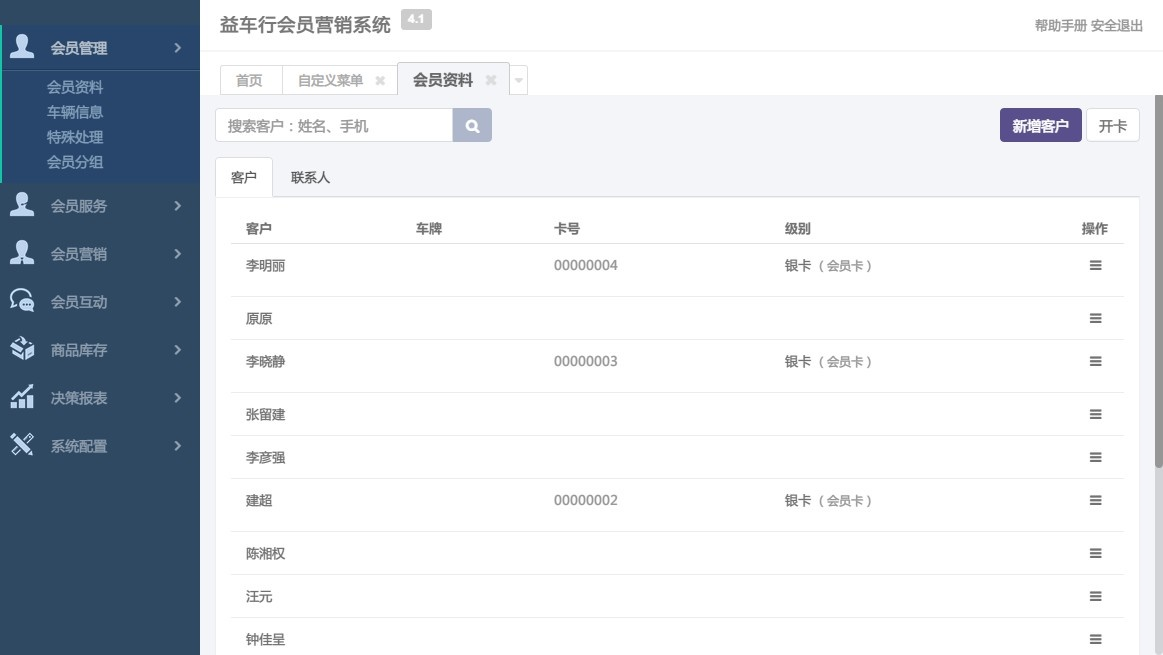 益车行会员营销系统 4.1
帮助手册 安全退出
会员管理
会员资料
车辆信息
特殊处理
会员分组
会员服务
会员营销
会员互动
商品库存
决策报表
系统配置
首页 自定义菜单 会员资料
搜索客户：姓名、手机
新增客户 开卡
客户 联系人
客户 车牌 卡号 级别 操作
李明丽 00000004 银卡（会员卡）
原原
李晓静 00000003 银卡（会员卡）
张留建
李彦强
建超 00000002 银卡（会员卡）
陈湘权
汪元
钟佳呈